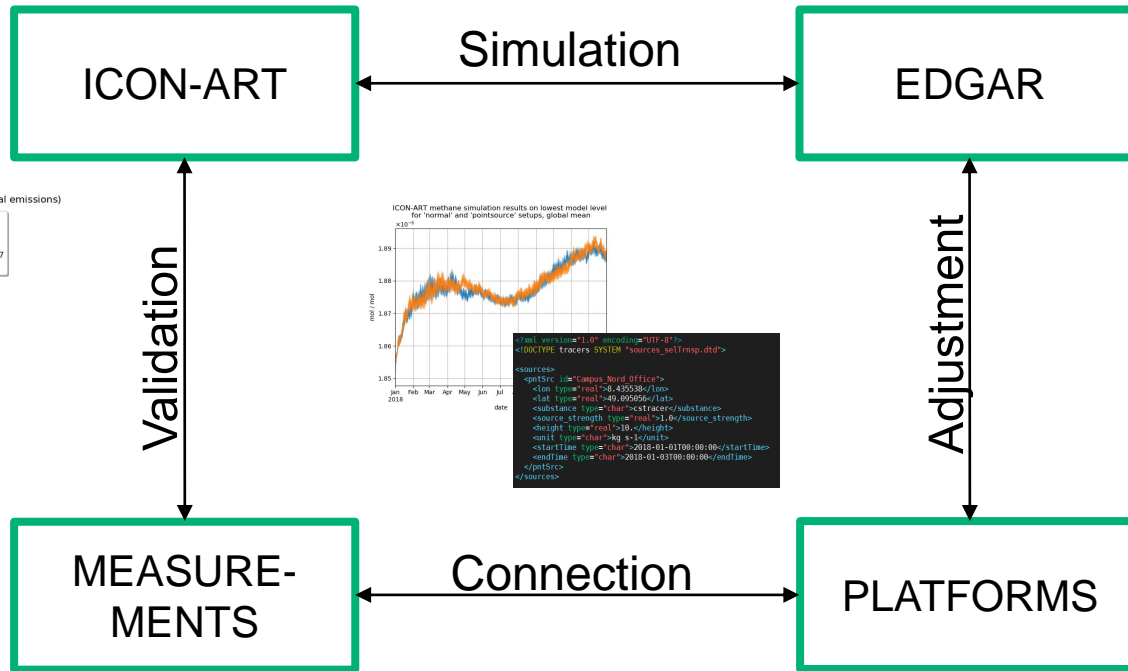 Simulation
ICON-ART
EDGAR
al emissions)
7
ICON-ART methane simulation results on lowest model level
for 'normal' and 'pointsource' setups, global mean
×10⁻⁶
1.89
1.88
1.87
1.86
1.85
mol / mol
Jan Feb Mar Apr May Jun Jul
2018
date
Validation
Adjustment
<?xml version="1.0" encoding="UTF-8"?>
<!DOCTYPE tracers SYSTEM "sources_selTrnsp.dtd">
<sources>
<pntSrc id="Campus_Nord_Office">
<lon type="real">8.435538</lon>
<lat type="real">49.095056</lat>
<substance type="char">cstracer</substance>
<source_strength type="real">1.0</source_strength>
<height type="real">10.</height>
<unit type="char">kg s-1</unit>
<startTime type="char">2018-01-01T00:00:00</startTime>
<endTime type="char">2018-01-03T00:00:00</endTime>
</pntSrc>
</sources>
MEASURE-
MENTS
Connection
PLATFORMS